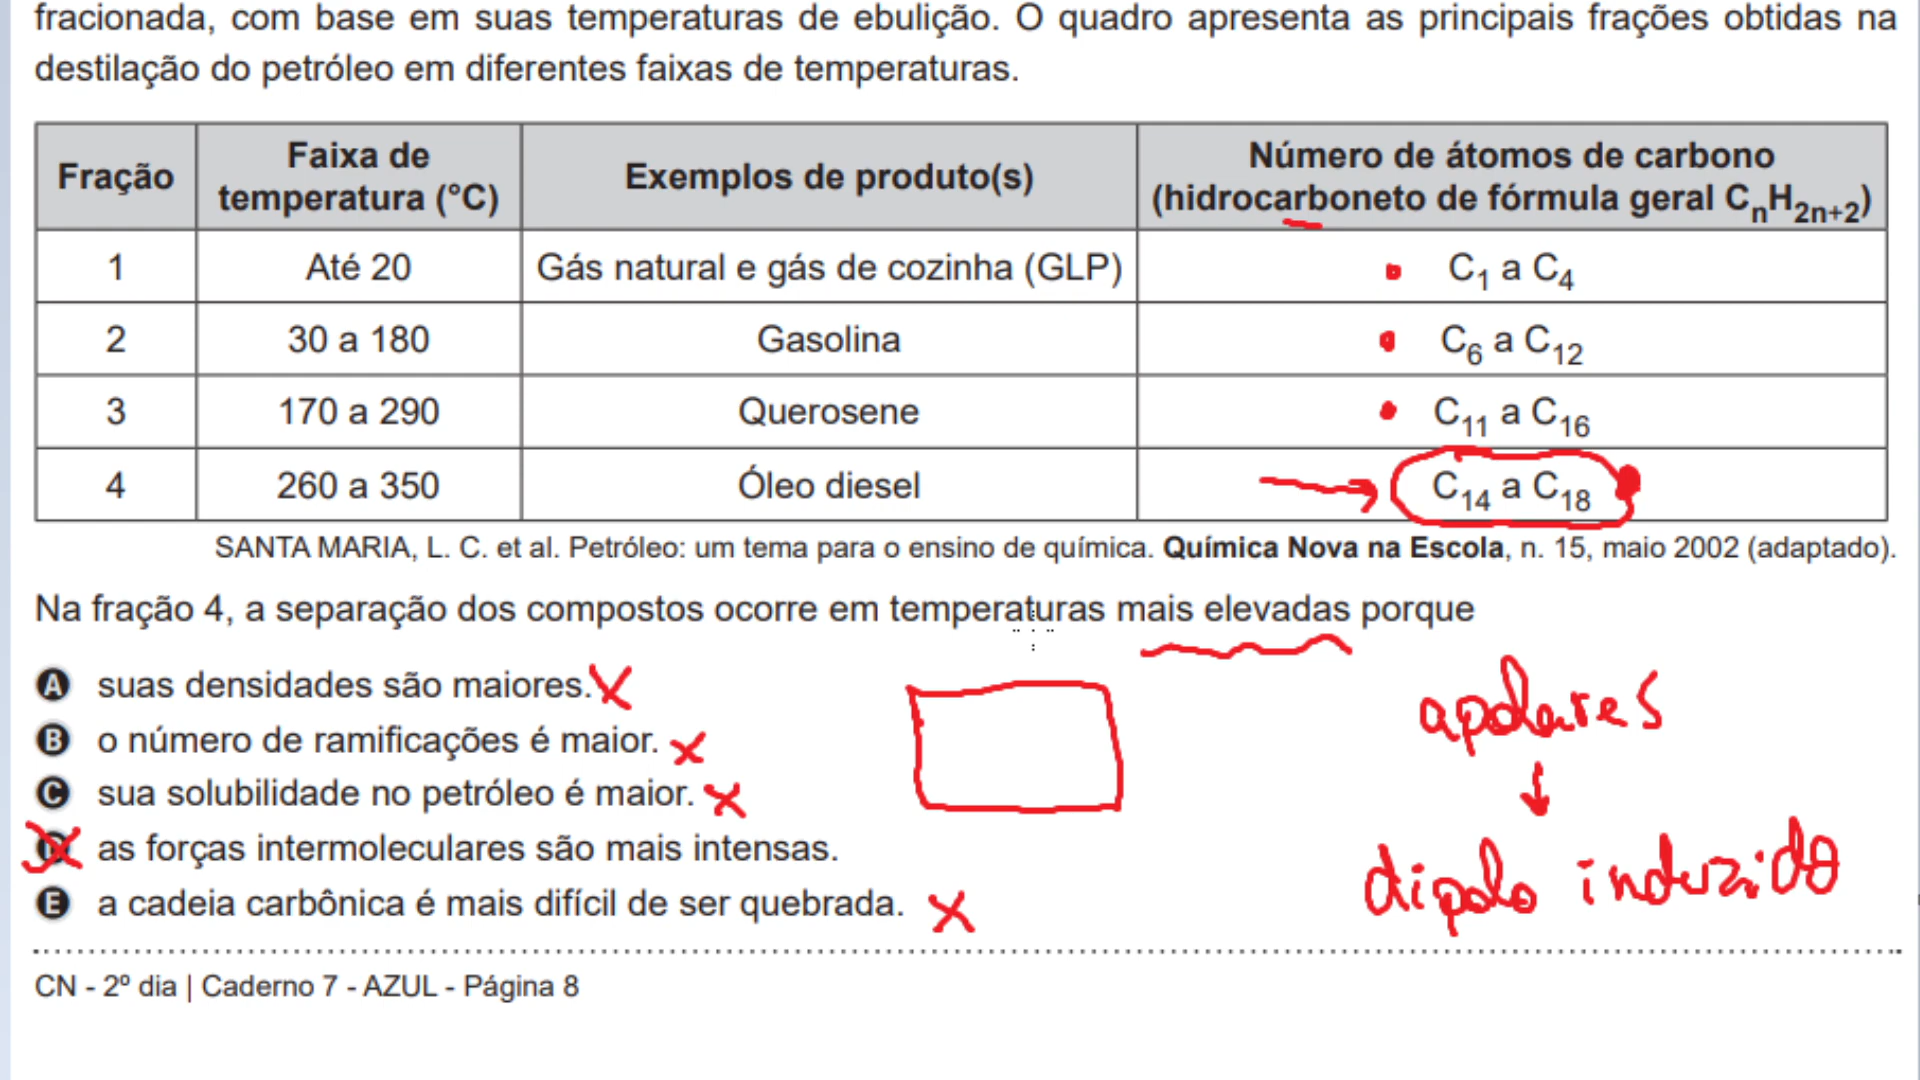 fracionada, com base em suas temperaturas de ebulição. O quadro apresenta as principais frações obtidas na
destilação do petróleo em diferentes faixas de temperaturas.
Fração Faixa de temperatura (°C) Exemplos de produto(s) Número de átomos de carbono (hidrocarboneto de fórmula geral CₙH₂ₙ₊₂)
1 Até 20 Gás natural e gás de cozinha (GLP) C₁ a C₄
2 30 a 180 Gasolina C₆ a C₁₂
3 170 a 290 Querosene C₁₁ a C₁₆
4 260 a 350 Óleo diesel C₁₄ a C₁₈
SANTA MARIA, L. C. et al. Petróleo: um tema para o ensino de química. Química Nova na Escola, n. 15, maio 2002 (adaptado).
Na fração 4, a separação dos compostos ocorre em temperaturas mais elevadas porque
A suas densidades são maiores.
B o número de ramificações é maior.
C sua solubilidade no petróleo é maior.
D as forças intermoleculares são mais intensas.
E a cadeia carbônica é mais difícil de ser quebrada.
apolares
dipolo induzido
CN - 2º dia | Caderno 7 - AZUL - Página 8